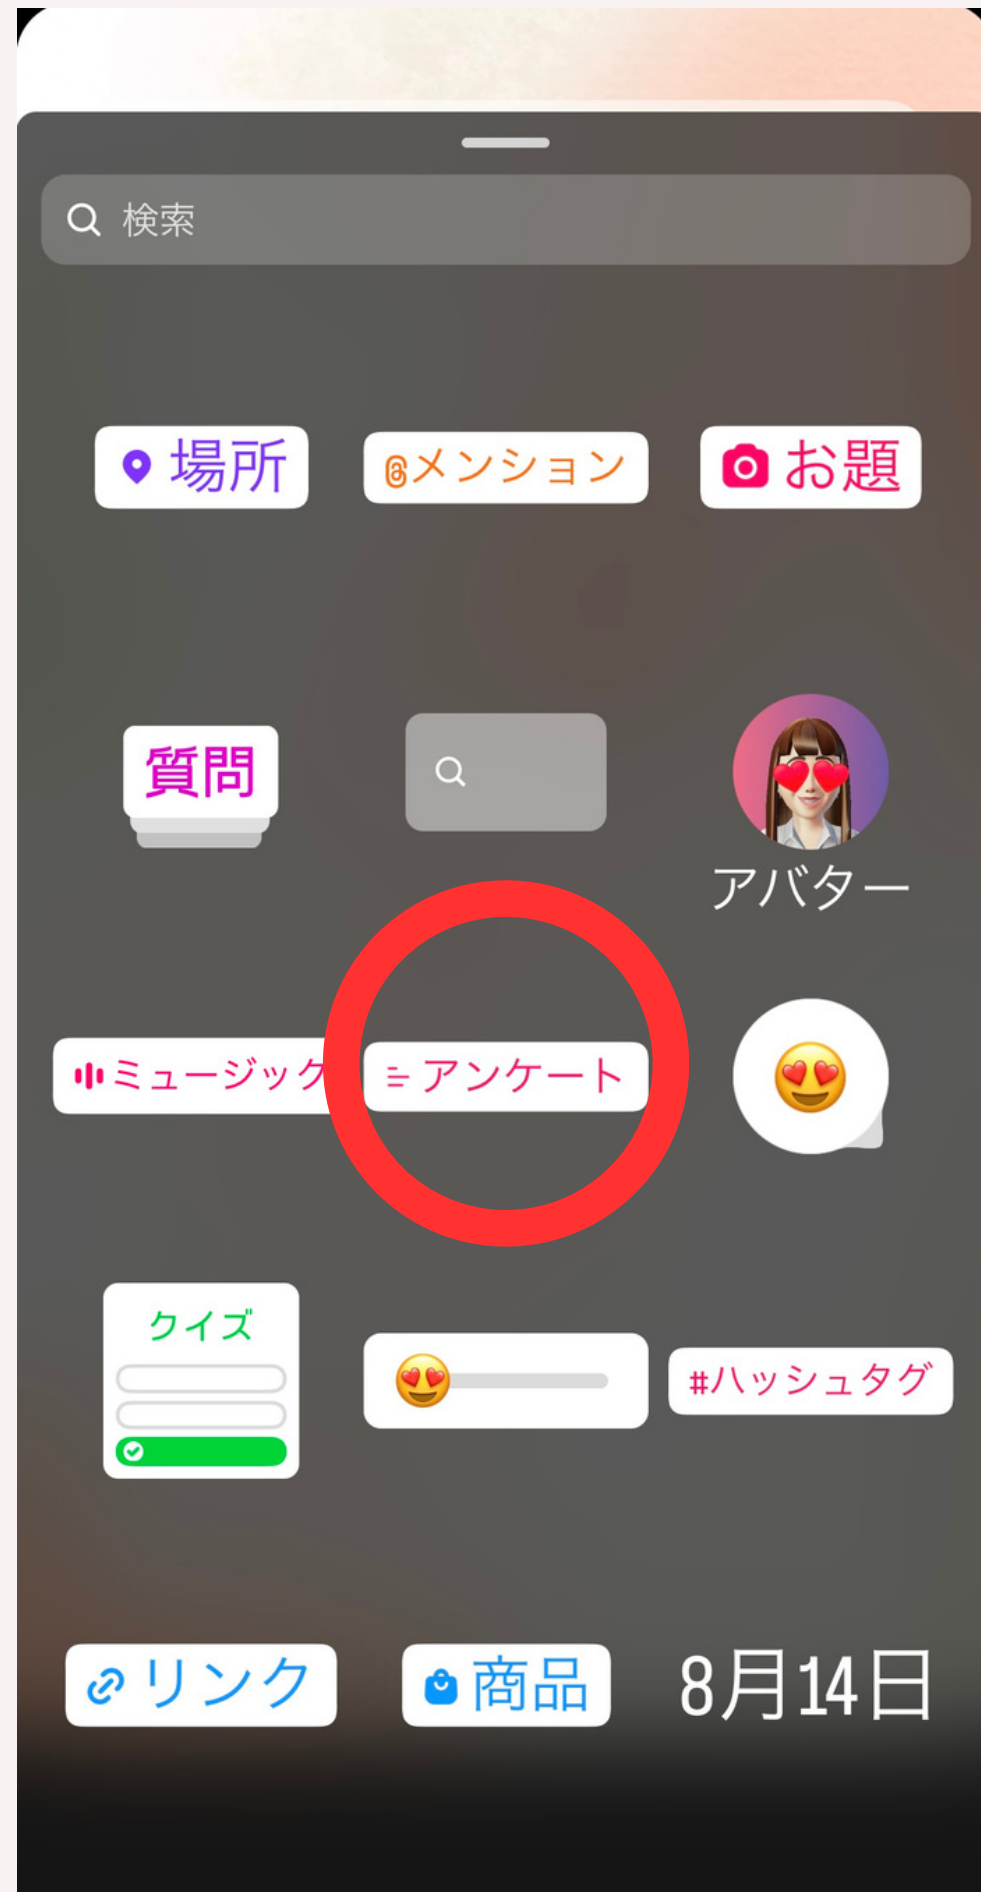 検索
場所
@メンション
お題
質問
アバター
ミュージック
アンケート
クイズ
#ハッシュタグ
リンク
商品
8月14日